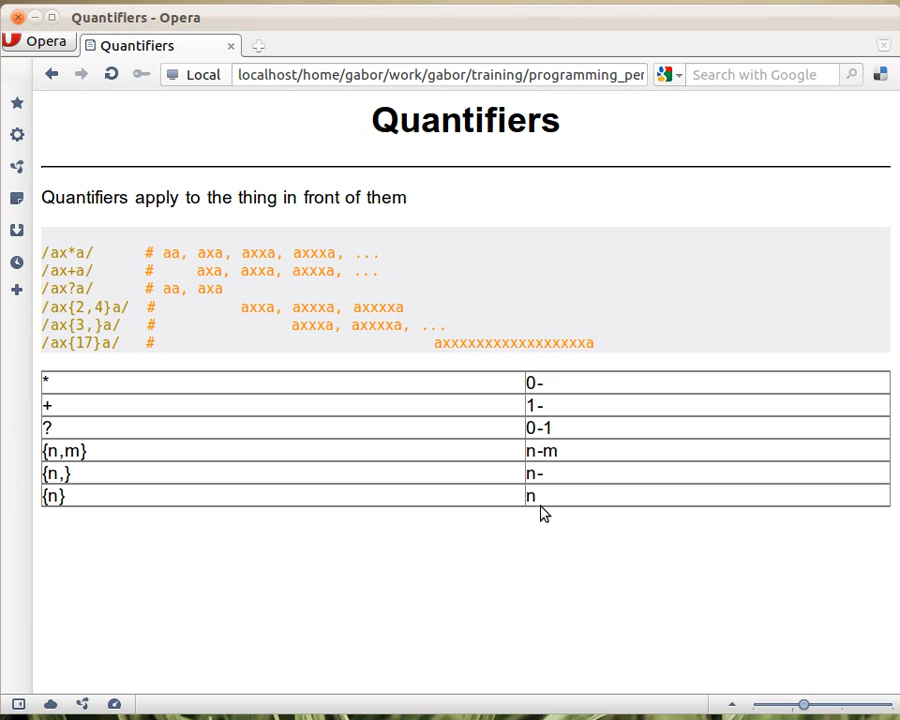 Quantifiers - Opera
Opera
Quantifiers
Local
localhost/home/gabor/work/gabor/training/programming_per
Search with Google
Quantifiers
Quantifiers apply to the thing in front of them
/ax*a/ # aa, axa, axxa, axxxa, ...
/ax+a/ # axa, axxa, axxxa, ...
/ax?a/ # aa, axa
/ax{2,4}a/ # axxa, axxxa, axxxxa
/ax{3,}a/ # axxxa, axxxxa, ...
/ax{17}a/ # axxxxxxxxxxxxxxxxxa
* 0-
+ 1-
? 0-1
{n,m} n-m
{n,} n-
{n} n